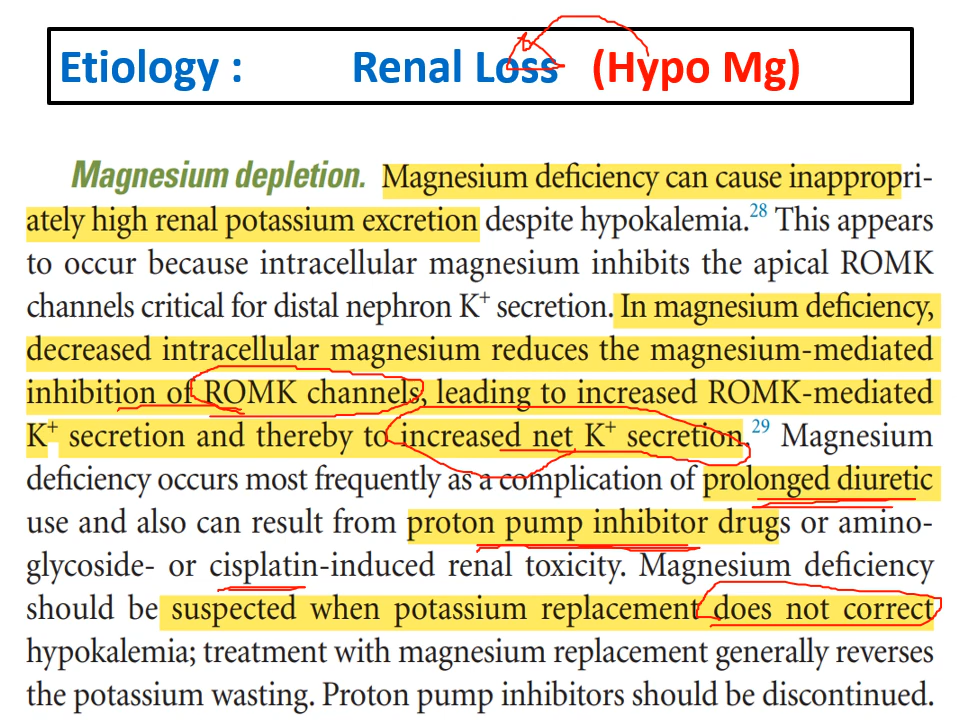 Etiology : Renal Loss (Hypo Mg)
Magnesium depletion. Magnesium deficiency can cause inappropri-
ately high renal potassium excretion despite hypokalemia.28 This appears
to occur because intracellular magnesium inhibits the apical ROMK
channels critical for distal nephron K+ secretion. In magnesium deficiency,
decreased intracellular magnesium reduces the magnesium-mediated
inhibition of ROMK channels, leading to increased ROMK-mediated
K+ secretion and thereby to increased net K+ secretion.29 Magnesium
deficiency occurs most frequently as a complication of prolonged diuretic
use and also can result from proton pump inhibitor drugs or amino-
glycoside- or cisplatin-induced renal toxicity. Magnesium deficiency
should be suspected when potassium replacement does not correct
hypokalemia; treatment with magnesium replacement generally reverses
the potassium wasting. Proton pump inhibitors should be discontinued.